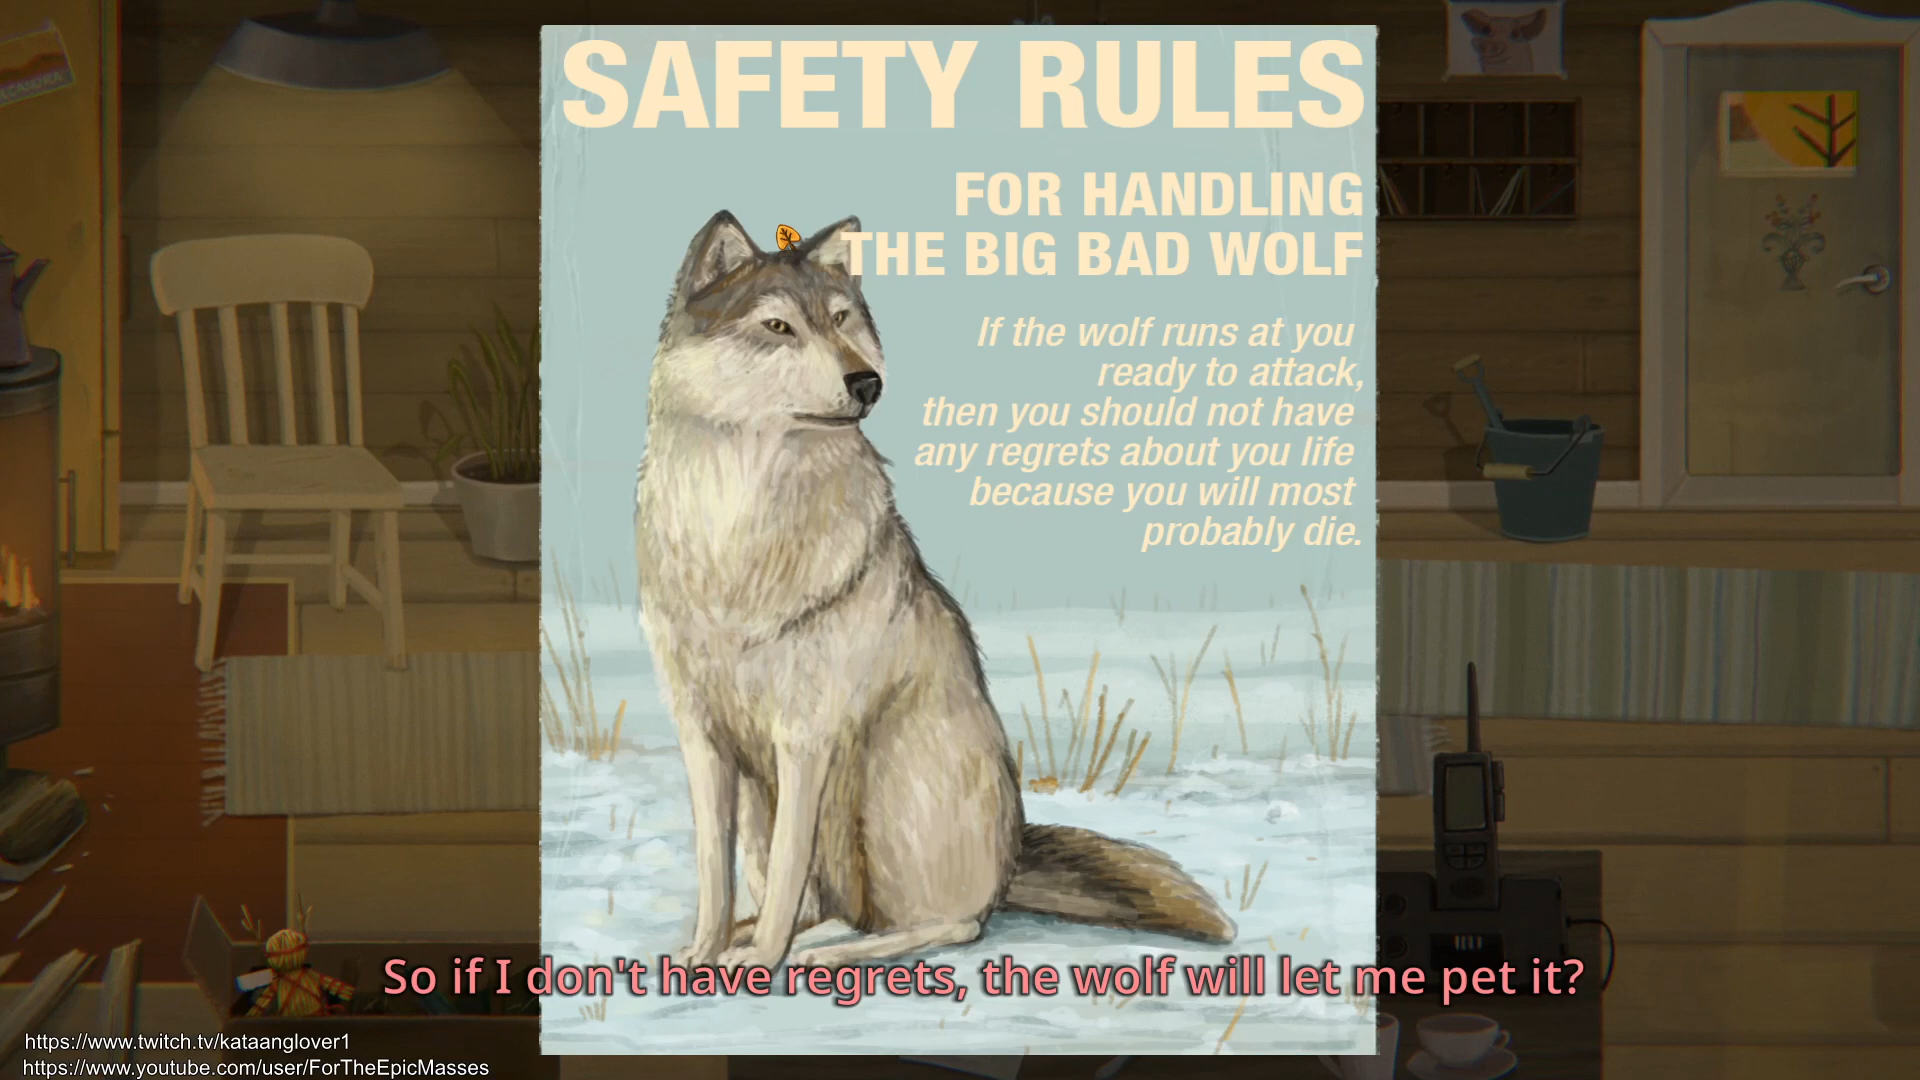 SAFETY RULES
FOR HANDLING
THE BIG BAD WOLF
If the wolf runs at you
ready to attack,
then you should not have
any regrets about you life
because you will most
probably die.
So if I don't have regrets, the wolf will let me pet it?
https://www.twitch.tv/kataanglover1
https://www.youtube.com/user/ForTheEpicMasses